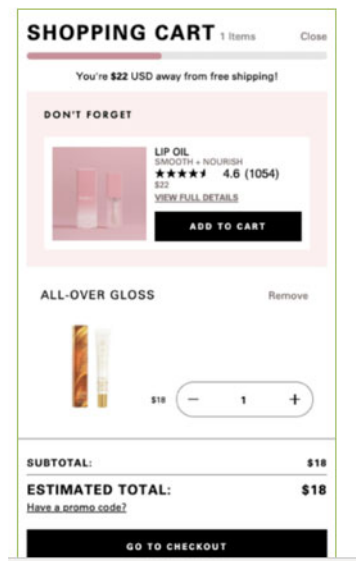 SHOPPING CART 1 Items Close
You're $22 USD away from free shipping!
DON'T FORGET
LIP OIL
SMOOTH + NOURISH
4.6 (1054)
$22
VIEW FULL DETAILS
ADD TO CART
ALL-OVER GLOSS Remove
$18 − 1 +
SUBTOTAL: $18
ESTIMATED TOTAL: $18
Have a promo code?
GO TO CHECKOUT